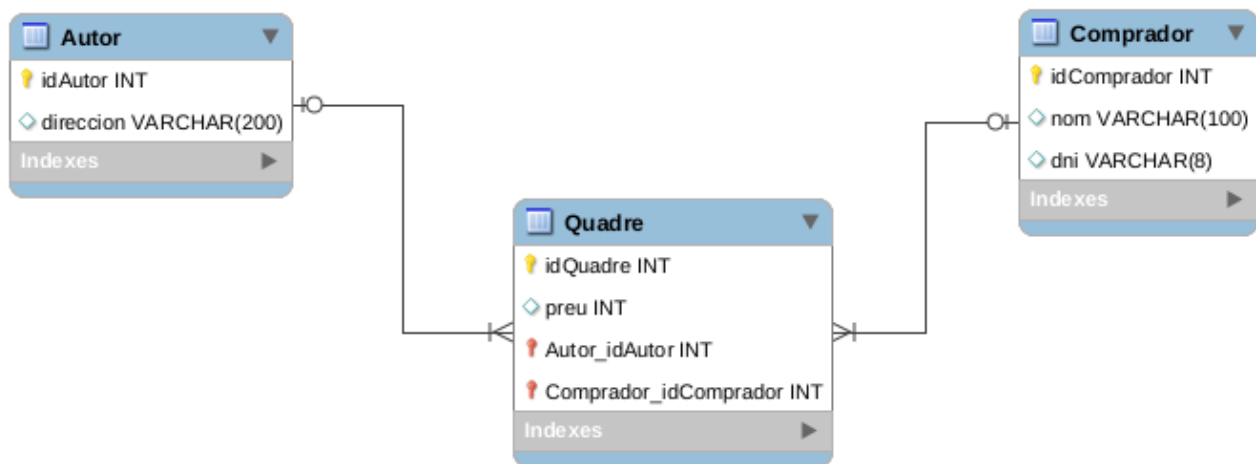 Autor
idAutor INT
direccion VARCHAR(200)
Indexes
Comprador
idComprador INT
nom VARCHAR(100)
dni VARCHAR(8)
Indexes
Quadre
idQuadre INT
preu INT
Autor_idAutor INT
Comprador_idComprador INT
Indexes